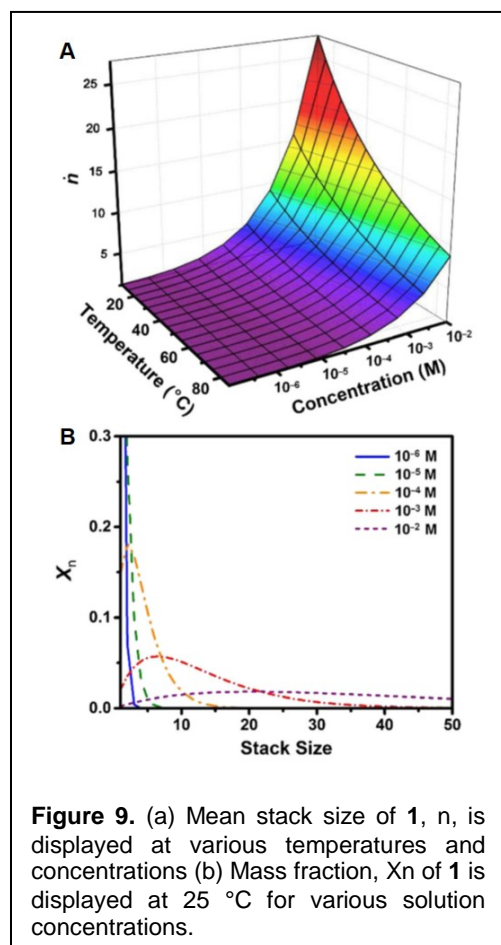 A
25
20
15
10
5
ṅ
20
40
60
80
Temperature (°C)
10⁻⁶
10⁻⁵
10⁻⁴
10⁻³
10⁻²
Concentration (M)
B
0.3
0.2
0.1
0.0
Xₙ
10⁻⁶ M
10⁻⁵ M
10⁻⁴ M
10⁻³ M
10⁻² M
10 20 30 40 50
Stack Size
Figure 9. (a) Mean stack size of 1, n, is
displayed at various temperatures and
concentrations (b) Mass fraction, Xn of 1 is
displayed at 25 °C for various solution
concentrations.